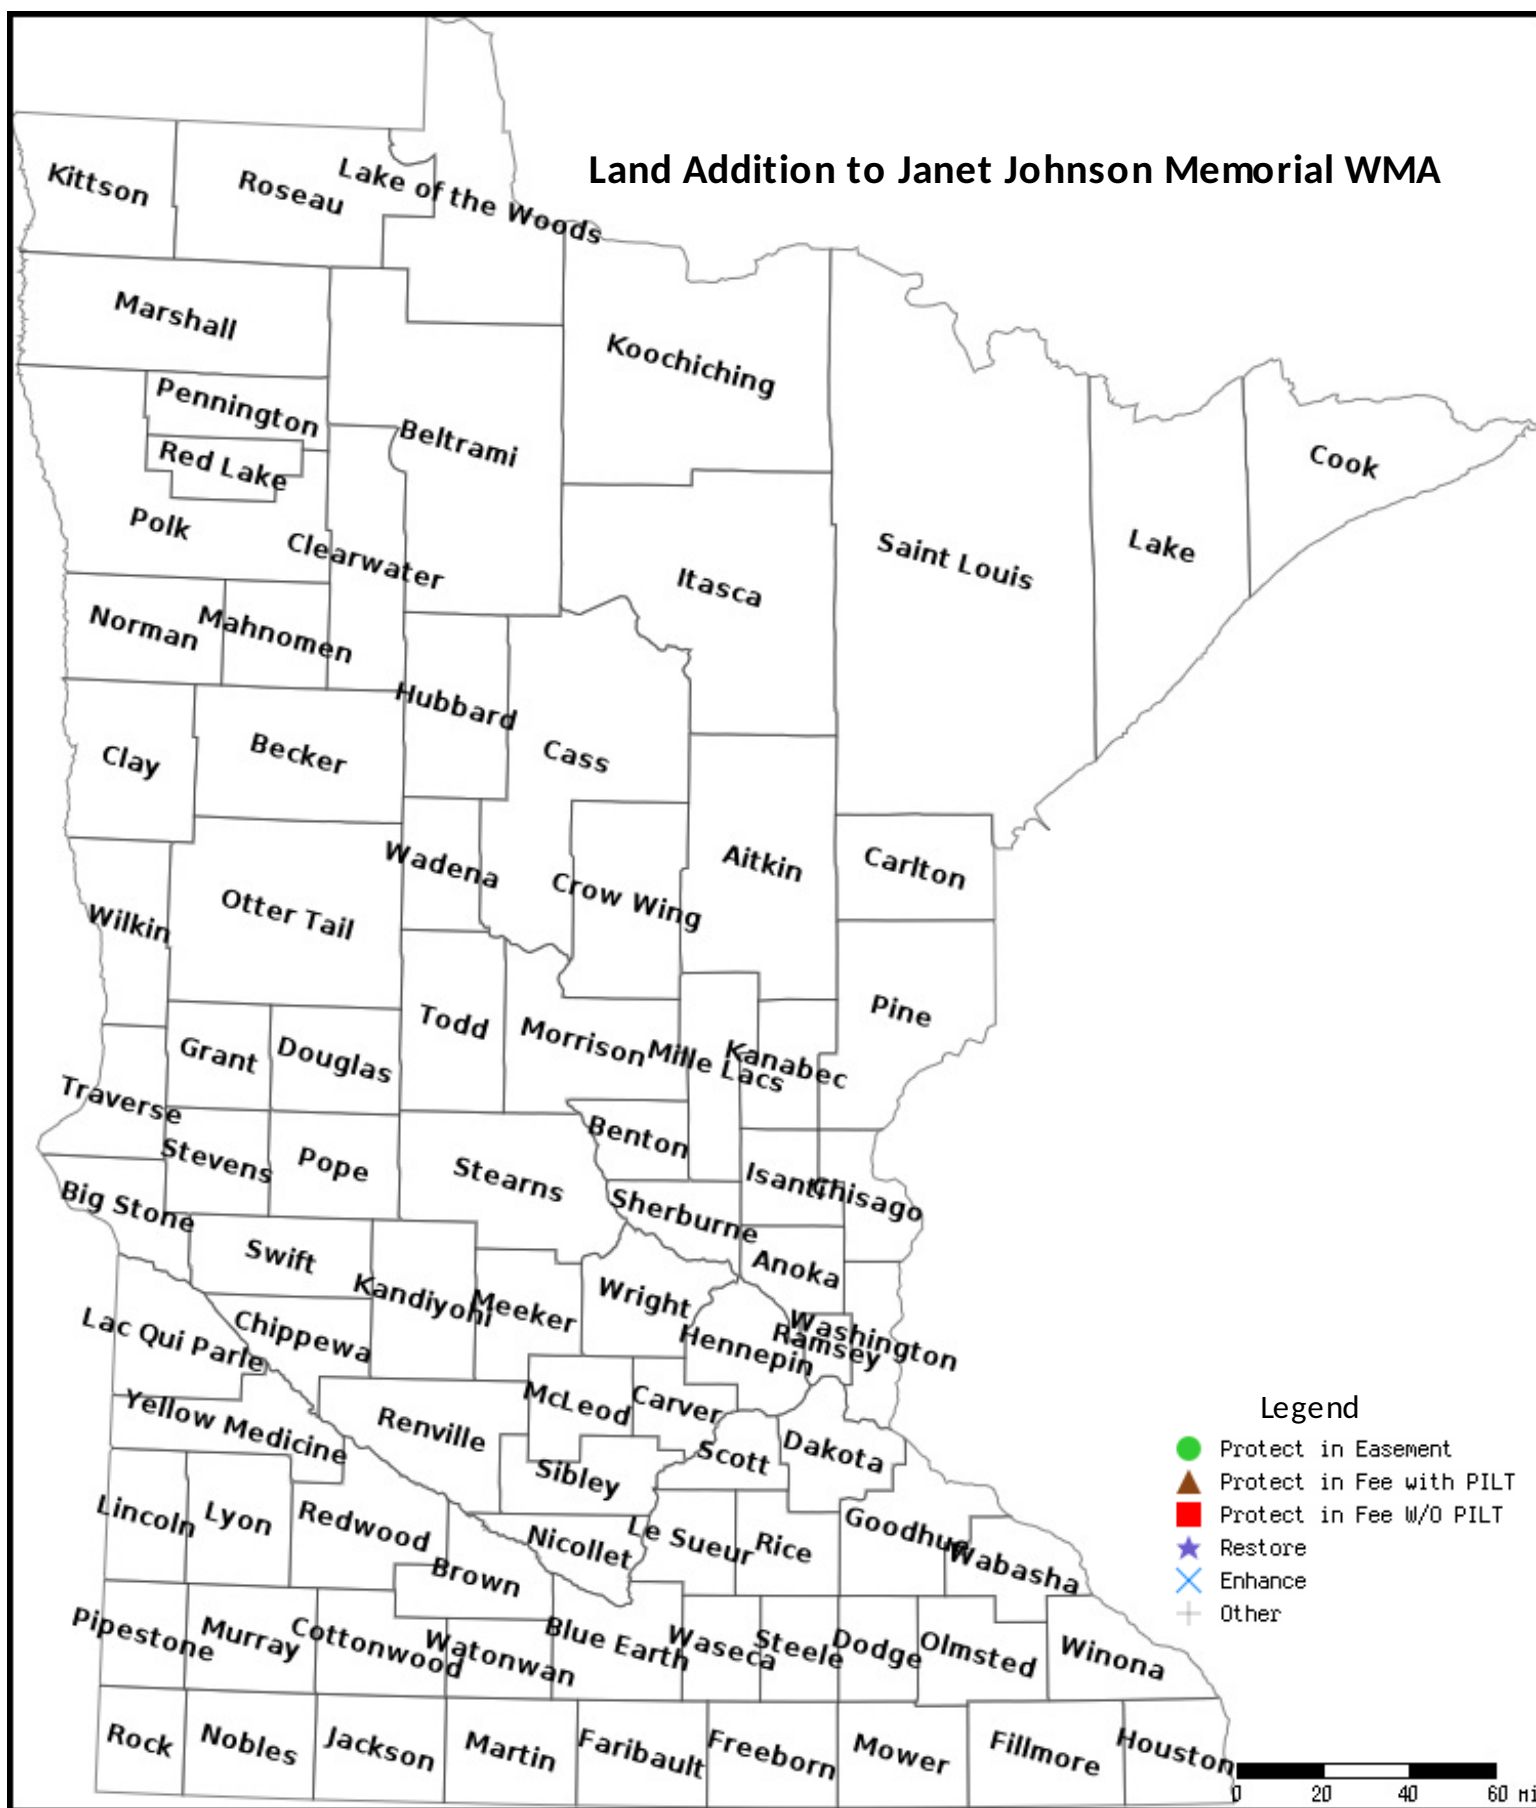 Land Addition to Janet Johnson Memorial WMA
Kittson
Roseau
Lake of the Woods
Marshall
Koochiching
Pennington
Beltrami
Red Lake
Cook
Polk
Clearwater
Saint Louis
Lake
Itasca
Norman
Mahnomen
Hubbard
Clay
Becker
Cass
Wadena
Aitkin
Carlton
Crow Wing
Otter Tail
Wilkin
Pine
Todd
Morrison
Mille Lacs
Kanabec
Grant
Douglas
Traverse
Benton
Stevens
Pope
Stearns
Isanti
Chisago
Big Stone
Sherburne
Swift
Anoka
Kandiyohi
Meeker
Wright
Lac Qui Parle
Chippewa
Hennepin
Ramsey
Washington
McLeod
Carver
Yellow Medicine
Renville
Scott
Dakota
Sibley
Lincoln
Lyon
Redwood
Nicollet
Le Sueur
Rice
Goodhue
Wabasha
Brown
Pipestone
Murray
Cottonwood
Watonwan
Blue Earth
Waseca
Steele
Dodge
Olmsted
Winona
Rock
Nobles
Jackson
Martin
Faribault
Freeborn
Mower
Fillmore
Houston
Legend
Protect in Easement
Protect in Fee with PILT
Protect in Fee W/O PILT
Restore
Enhance
Other
0 20 40 60 Mi